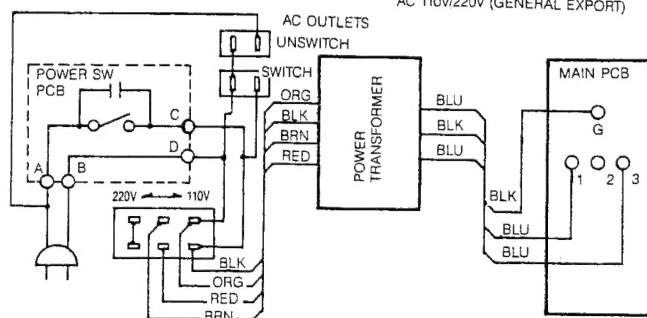 AC 110V/220V (GENERAL EXPORT)
AC OUTLETS
UNSWITCH
SWITCH
POWER SW
PCB
C
D
A
B
220V
110V
ORG
BLK
BRN
RED
POWER
TRANSFORMER
BLU
BLK
BLU
MAIN PCB
G
1
2
3
BLK
BLU
BLU
BLK
ORG
RED
BRN